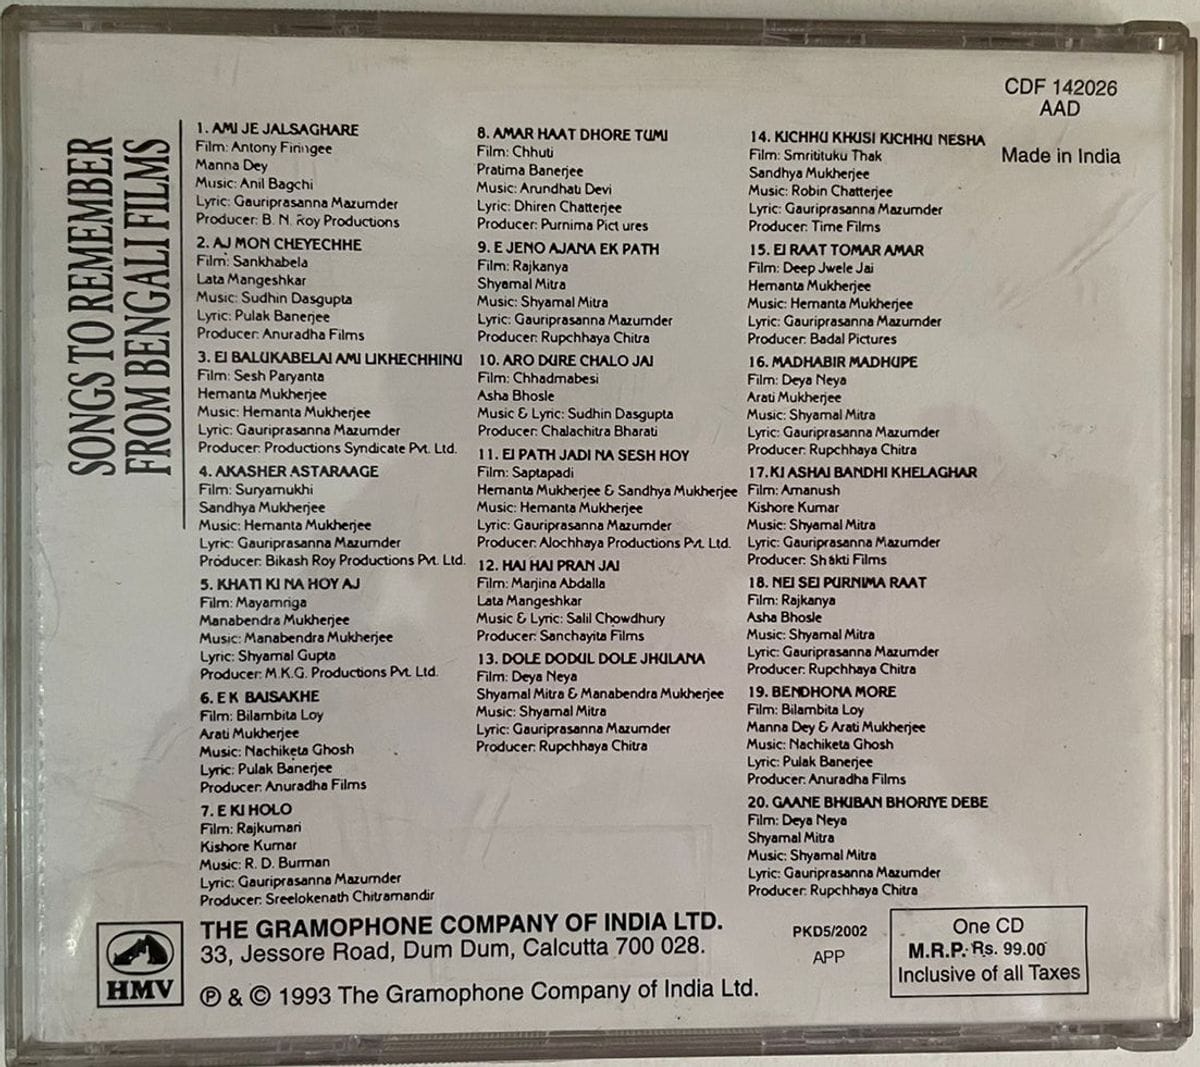 SONGS TO REMEMBER
FROM BENGALI FILMS
1. AMI JE JALSAGHARE
Film: Antony Firingee
Manna Dey
Music: Anil Bagchi
Lyric: Gauriprasanna Mazumder
Producer: B. N. Roy Productions
2. AJ MON CHEYECHHE
Film: Sankhabela
Lata Mangeshkar
Music: Sudhin Dasgupta
Lyric: Pulak Banerjee
Producer: Anuradha Films
3. EI BALUKABELAI AMI LIKHECHHINU
Film: Sesh Paryanta
Hemanta Mukherjee
Music: Hemanta Mukherjee
Lyric: Gauriprasanna Mazumder
Producer: Productions Syndicate Pvt. Ltd.
4. AKASHER ASTARAAGE
Film: Suryamukhi
Sandhya Mukherjee
Music: Hemanta Mukherjee
Lyric: Gauriprasanna Mazumder
Producer: Bikash Roy Productions Pvt. Ltd.
5. KHATI KI NA HOY AJ
Film: Mayamriga
Manabendra Mukherjee
Music: Manabendra Mukherjee
Lyric: Shyamal Gupta
Producer: M.K.G. Productions Pvt. Ltd.
6. E K BAISAKHE
Film: Bilambita Loy
Arati Mukherjee
Music: Nachiketa Ghosh
Lyric: Pulak Banerjee
Producer: Anuradha Films
7. E KI HOLO
Film: Rajkumari
Kishore Kumar
Music: R. D. Burman
Lyric: Gauriprasanna Mazumder
Producer: Sreelokenath Chitramandir
8. AMAR HAAT DHORE TUMI
Film: Chhuti
Pratima Banerjee
Music: Arundhati Devi
Lyric: Dhiren Chatterjee
Producer: Purnima Pict ures
9. E JENO AJANA EK PATH
Film: Rajkanya
Shyamal Mitra
Music: Shyamal Mitra
Lyric: Gauriprasanna Mazumder
Producer: Rupchhaya Chitra
10. ARO DURE CHALO JAI
Film: Chhadmabesi
Asha Bhosle
Music & Lyric: Sudhin Dasgupta
Producer: Chalachitra Bharati
11. EI PATH JADI NA SESH HOY
Film: Saptapadi
Hemanta Mukherjee & Sandhya Mukherjee
Music: Hemanta Mukherjee
Lyric: Gauriprasanna Mazumder
Producer: Alochhaya Productions Pvt. Ltd.
12. HAI HAI PRAN JAI
Film: Marjina Abdalla
Lata Mangeshkar
Music & Lyric: Salil Chowdhury
Producer: Sanchayita Films
13. DOLE DODUL DOLE JHULANA
Film: Deya Neya
Shyamal Mitra & Manabendra Mukherjee
Music: Shyamal Mitra
Lyric: Gauriprasanna Mazumder
Producer: Rupchhaya Chitra
14. KICHHU KHUSI KICHHU NESHA
Film: Smritituku Thak
Sandhya Mukherjee
Music: Robin Chatterjee
Lyric: Gauriprasanna Mazumder
Producer: Time Films
15. EI RAAT TOMAR AMAR
Film: Deep Jwele Jai
Hemanta Mukherjee
Music: Hemanta Mukherjee
Lyric: Gauriprasanna Mazumder
Producer: Badal Pictures
16. MADHABIR MADHUPE
Film: Deya Neya
Arati Mukherjee
Music: Shyamal Mitra
Lyric: Gauriprasanna Mazumder
Producer: Rupchhaya Chitra
17.KI ASHAI BANDHI KHELAGHAR
Film: Amanush
Kishore Kumar
Music: Shyamal Mitra
Lyric: Gauriprasanna Mazumder
Producer: Shakti Films
18. NEI SEI PURNIMA RAAT
Film: Rajkanya
Asha Bhosle
Music: Shyamal Mitra
Lyric: Gauriprasanna Mazumder
Producer: Rupchhaya Chitra
19. BENDHONA MORE
Film: Bilambita Loy
Manna Dey & Arati Mukherjee
Music: Nachiketa Ghosh
Lyric: Pulak Banerjee
Producer: Anuradha Films
20. GAANE BHUBAN BHORIYE DEBE
Film: Deya Neya
Shyamal Mitra
Music: Shyamal Mitra
Lyric: Gauriprasanna Mazumder
Producer: Rupchhaya Chitra
CDF 142026
AAD
Made in India
HMV
THE GRAMOPHONE COMPANY OF INDIA LTD.
33, Jessore Road, Dum Dum, Calcutta 700 028.
℗ & © 1993 The Gramophone Company of India Ltd.
PKD5/2002
APP
One CD
M.R.P. Rs. 99.00
Inclusive of all Taxes